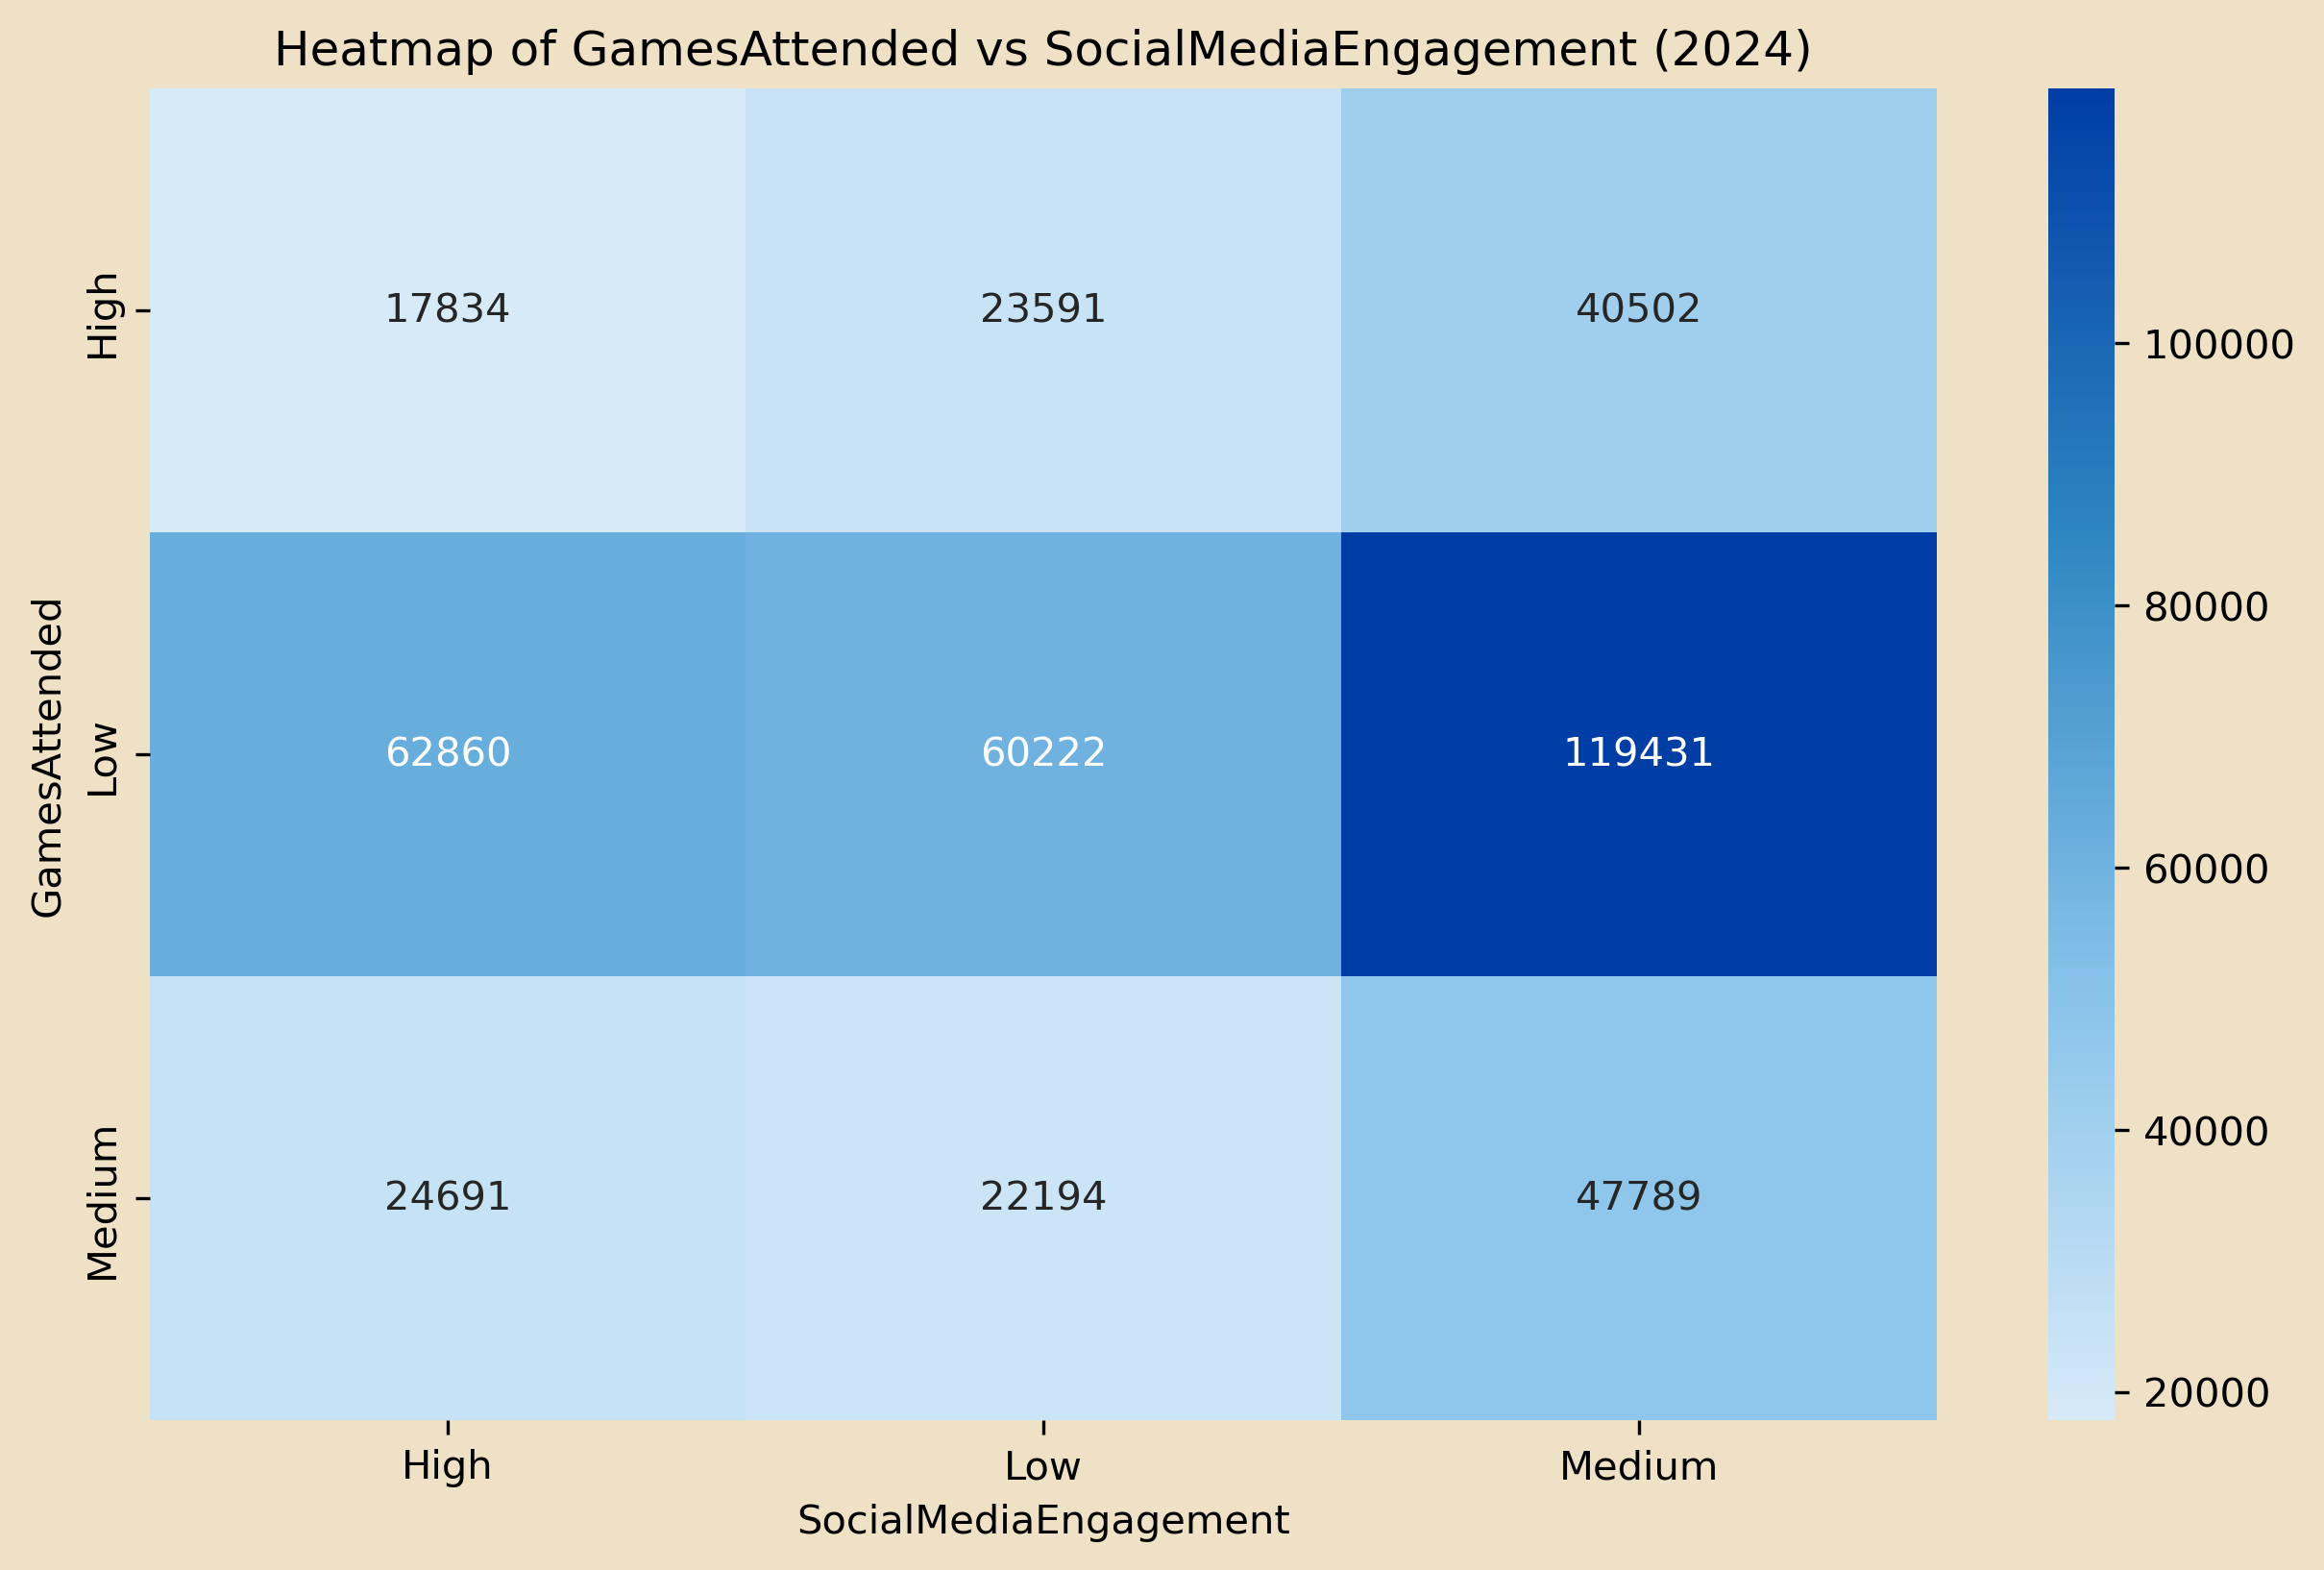 Heatmap of GamesAttended vs SocialMediaEngagement (2024)
GamesAttended
High
17834 23591 40502
Low
62860 60222 119431
Medium
24691 22194 47789
High Low Medium
SocialMediaEngagement
100000
80000
60000
40000
20000